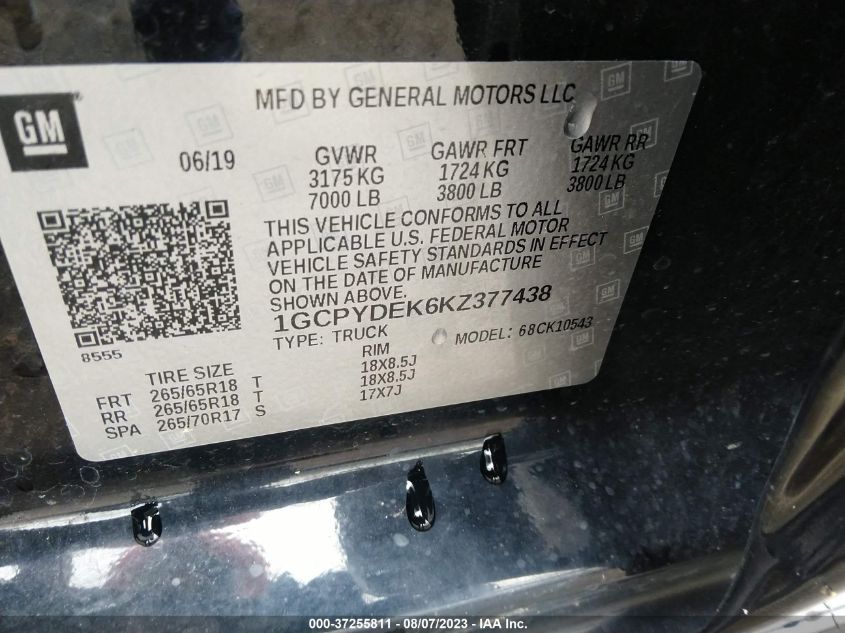 GM
MFD BY GENERAL MOTORS LLC
06/19
GVWR
3175 KG
7000 LB
GAWR FRT
1724 KG
3800 LB
GAWR RR
1724 KG
3800 LB
THIS VEHICLE CONFORMS TO ALL
APPLICABLE U.S. FEDERAL MOTOR
VEHICLE SAFETY STANDARDS IN EFFECT
ON THE DATE OF MANUFACTURE
SHOWN ABOVE.
1GCPYDEK6KZ377438
TYPE: TRUCK MODEL: 68CK10543
8555
TIRE SIZE RIM
FRT 265/65R18 T 18X8.5J
RR 265/65R18 T 18X8.5J
SPA 265/70R17 S 17X7J
000-37255811 - 08/07/2023 - IAA Inc.